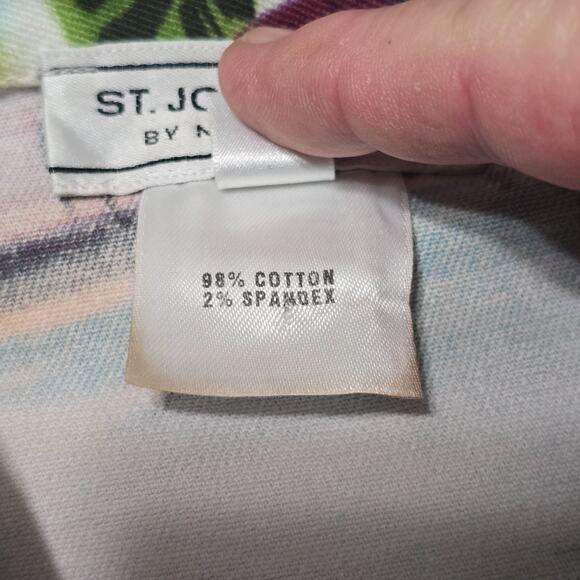 ST. JO
BY
98% COTTON
2% SPANDEX